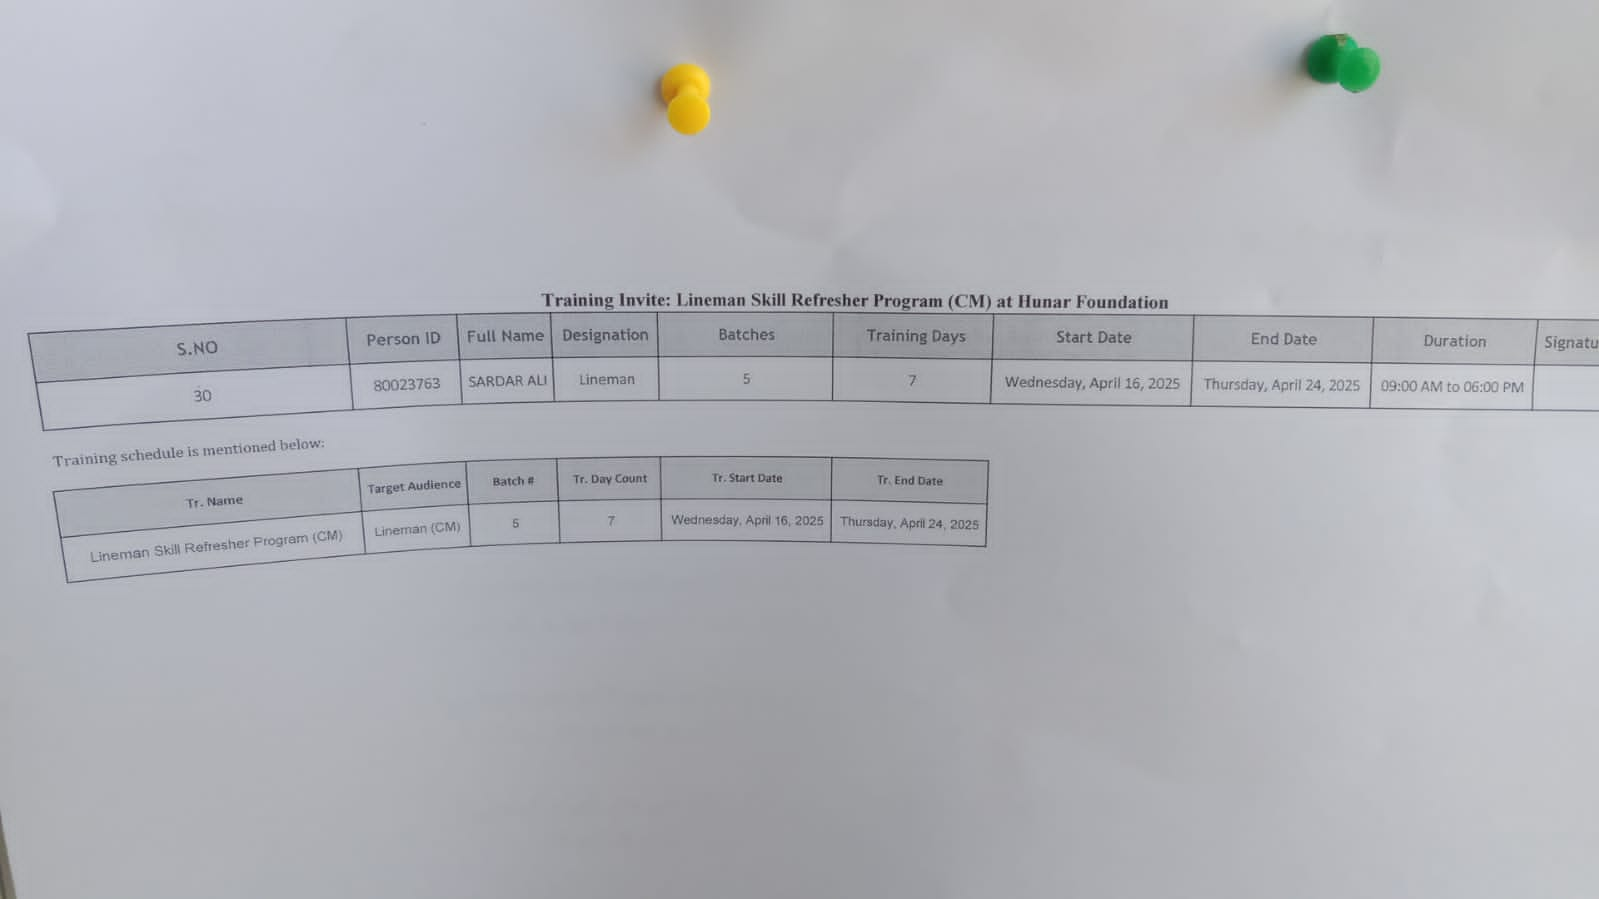 Training Invite: Lineman Skill Refresher Program (CM) at Hunar Foundation
S.NO Person ID Full Name Designation Batches Training Days Start Date End Date Duration Signatu
30 80023763 SARDAR ALI Lineman 5 7 Wednesday, April 16, 2025 Thursday, April 24, 2025 09:00 AM to 06:00 PM
Training schedule is mentioned below:
Tr. Name Target Audience Batch # Tr. Day Count Tr. Start Date Tr. End Date
Lineman Skill Refresher Program (CM) Lineman (CM) 5 7 Wednesday, April 16, 2025 Thursday, April 24, 2025